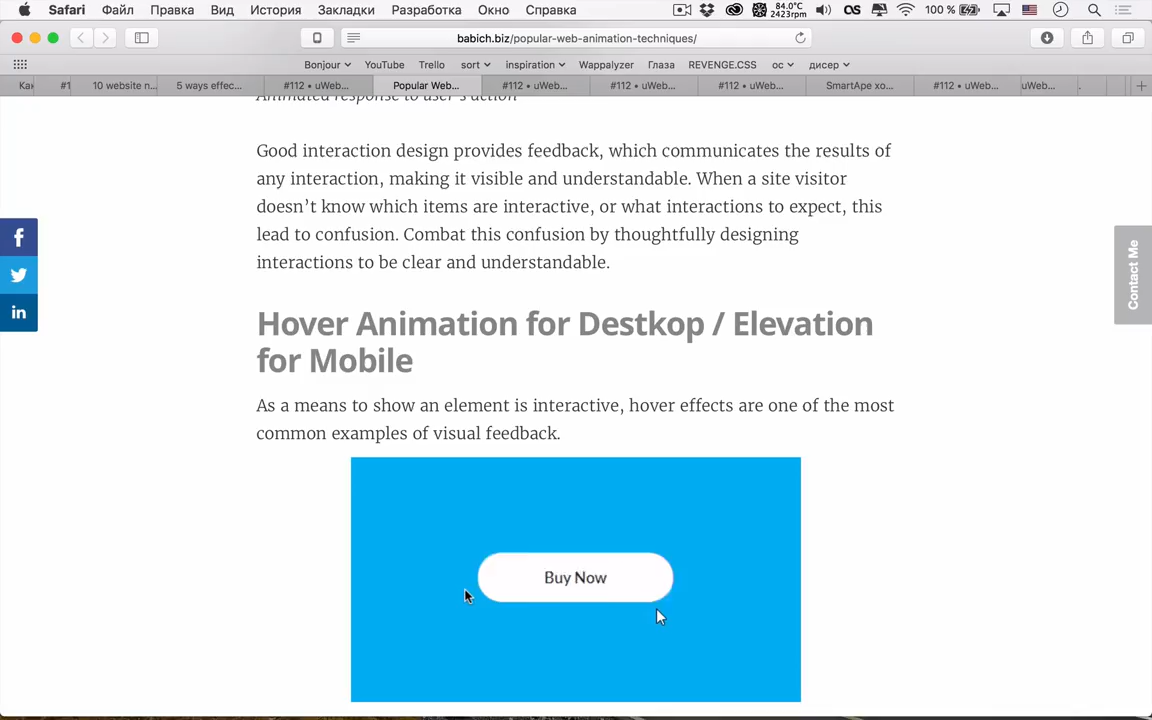 Safari Файл Правка Вид История Закладки Разработка Окно Справка 84.0°C 2423rpm 100 %
babich.biz/popular-web-animation-techniques/
Bonjour YouTube Trello sort inspiration Wappalyzer Глаза REVENGE.CSS ос дисер
Как #1 10 website n... 5 ways effec... #112 • uWeb... Popular Web... #112 • uWeb... #112 • uWeb... #112 • uWeb... SmartApe хо... #112 • uWeb... uWeb...
Animated response to user's action
Good interaction design provides feedback, which communicates the results of
any interaction, making it visible and understandable. When a site visitor
doesn’t know which items are interactive, or what interactions to expect, this
lead to confusion. Combat this confusion by thoughtfully designing
interactions to be clear and understandable.
Contact Me
Hover Animation for Destkop / Elevation
for Mobile
As a means to show an element is interactive, hover effects are one of the most
common examples of visual feedback.
Buy Now